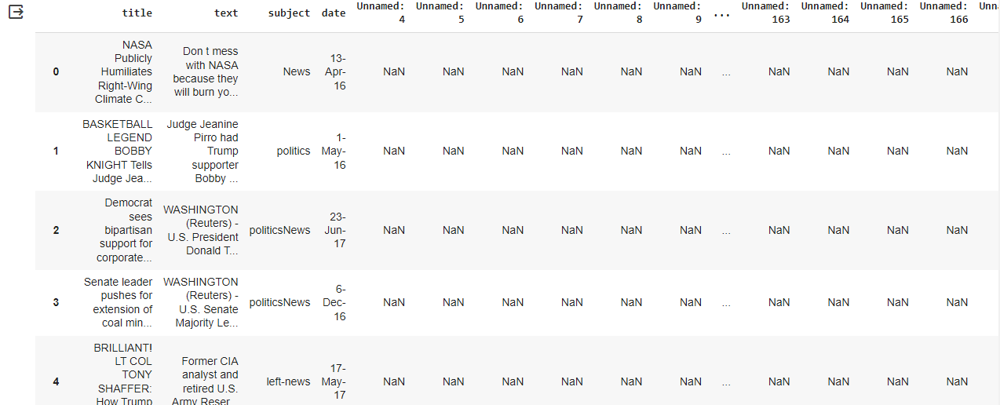 title text subject date Unnamed: 4 Unnamed: 5 Unnamed: 6 Unnamed: 7 Unnamed: 8 Unnamed: 9 ... Unnamed: 163 Unnamed: 164 Unnamed: 165 Unnamed: 166
0 NASA Publicly Humiliates Right-Wing Climate C... Don t mess with NASA because they will burn yo... News 13-Apr-16 NaN NaN NaN NaN NaN NaN ... NaN NaN NaN NaN
1 BASKETBALL LEGEND BOBBY KNIGHT Tells Judge Jea... Judge Jeanine Pirro had Trump supporter Bobby ... politics 1-May-16 NaN NaN NaN NaN NaN NaN ... NaN NaN NaN NaN
2 Democrat sees bipartisan support for corporate... WASHINGTON (Reuters) - U.S. President Donald T... politicsNews 23-Jun-17 NaN NaN NaN NaN NaN NaN ... NaN NaN NaN NaN
3 Senate leader pushes for extension of coal min... WASHINGTON (Reuters) - U.S. Senate Majority Le... politicsNews 6-Dec-16 NaN NaN NaN NaN NaN NaN ... NaN NaN NaN NaN
4 BRILLIANT! LT COL TONY SHAFFER: How Trump Former CIA analyst and retired U.S. Army Reser... left-news 17-May-17 NaN NaN NaN NaN NaN NaN ... NaN NaN NaN NaN